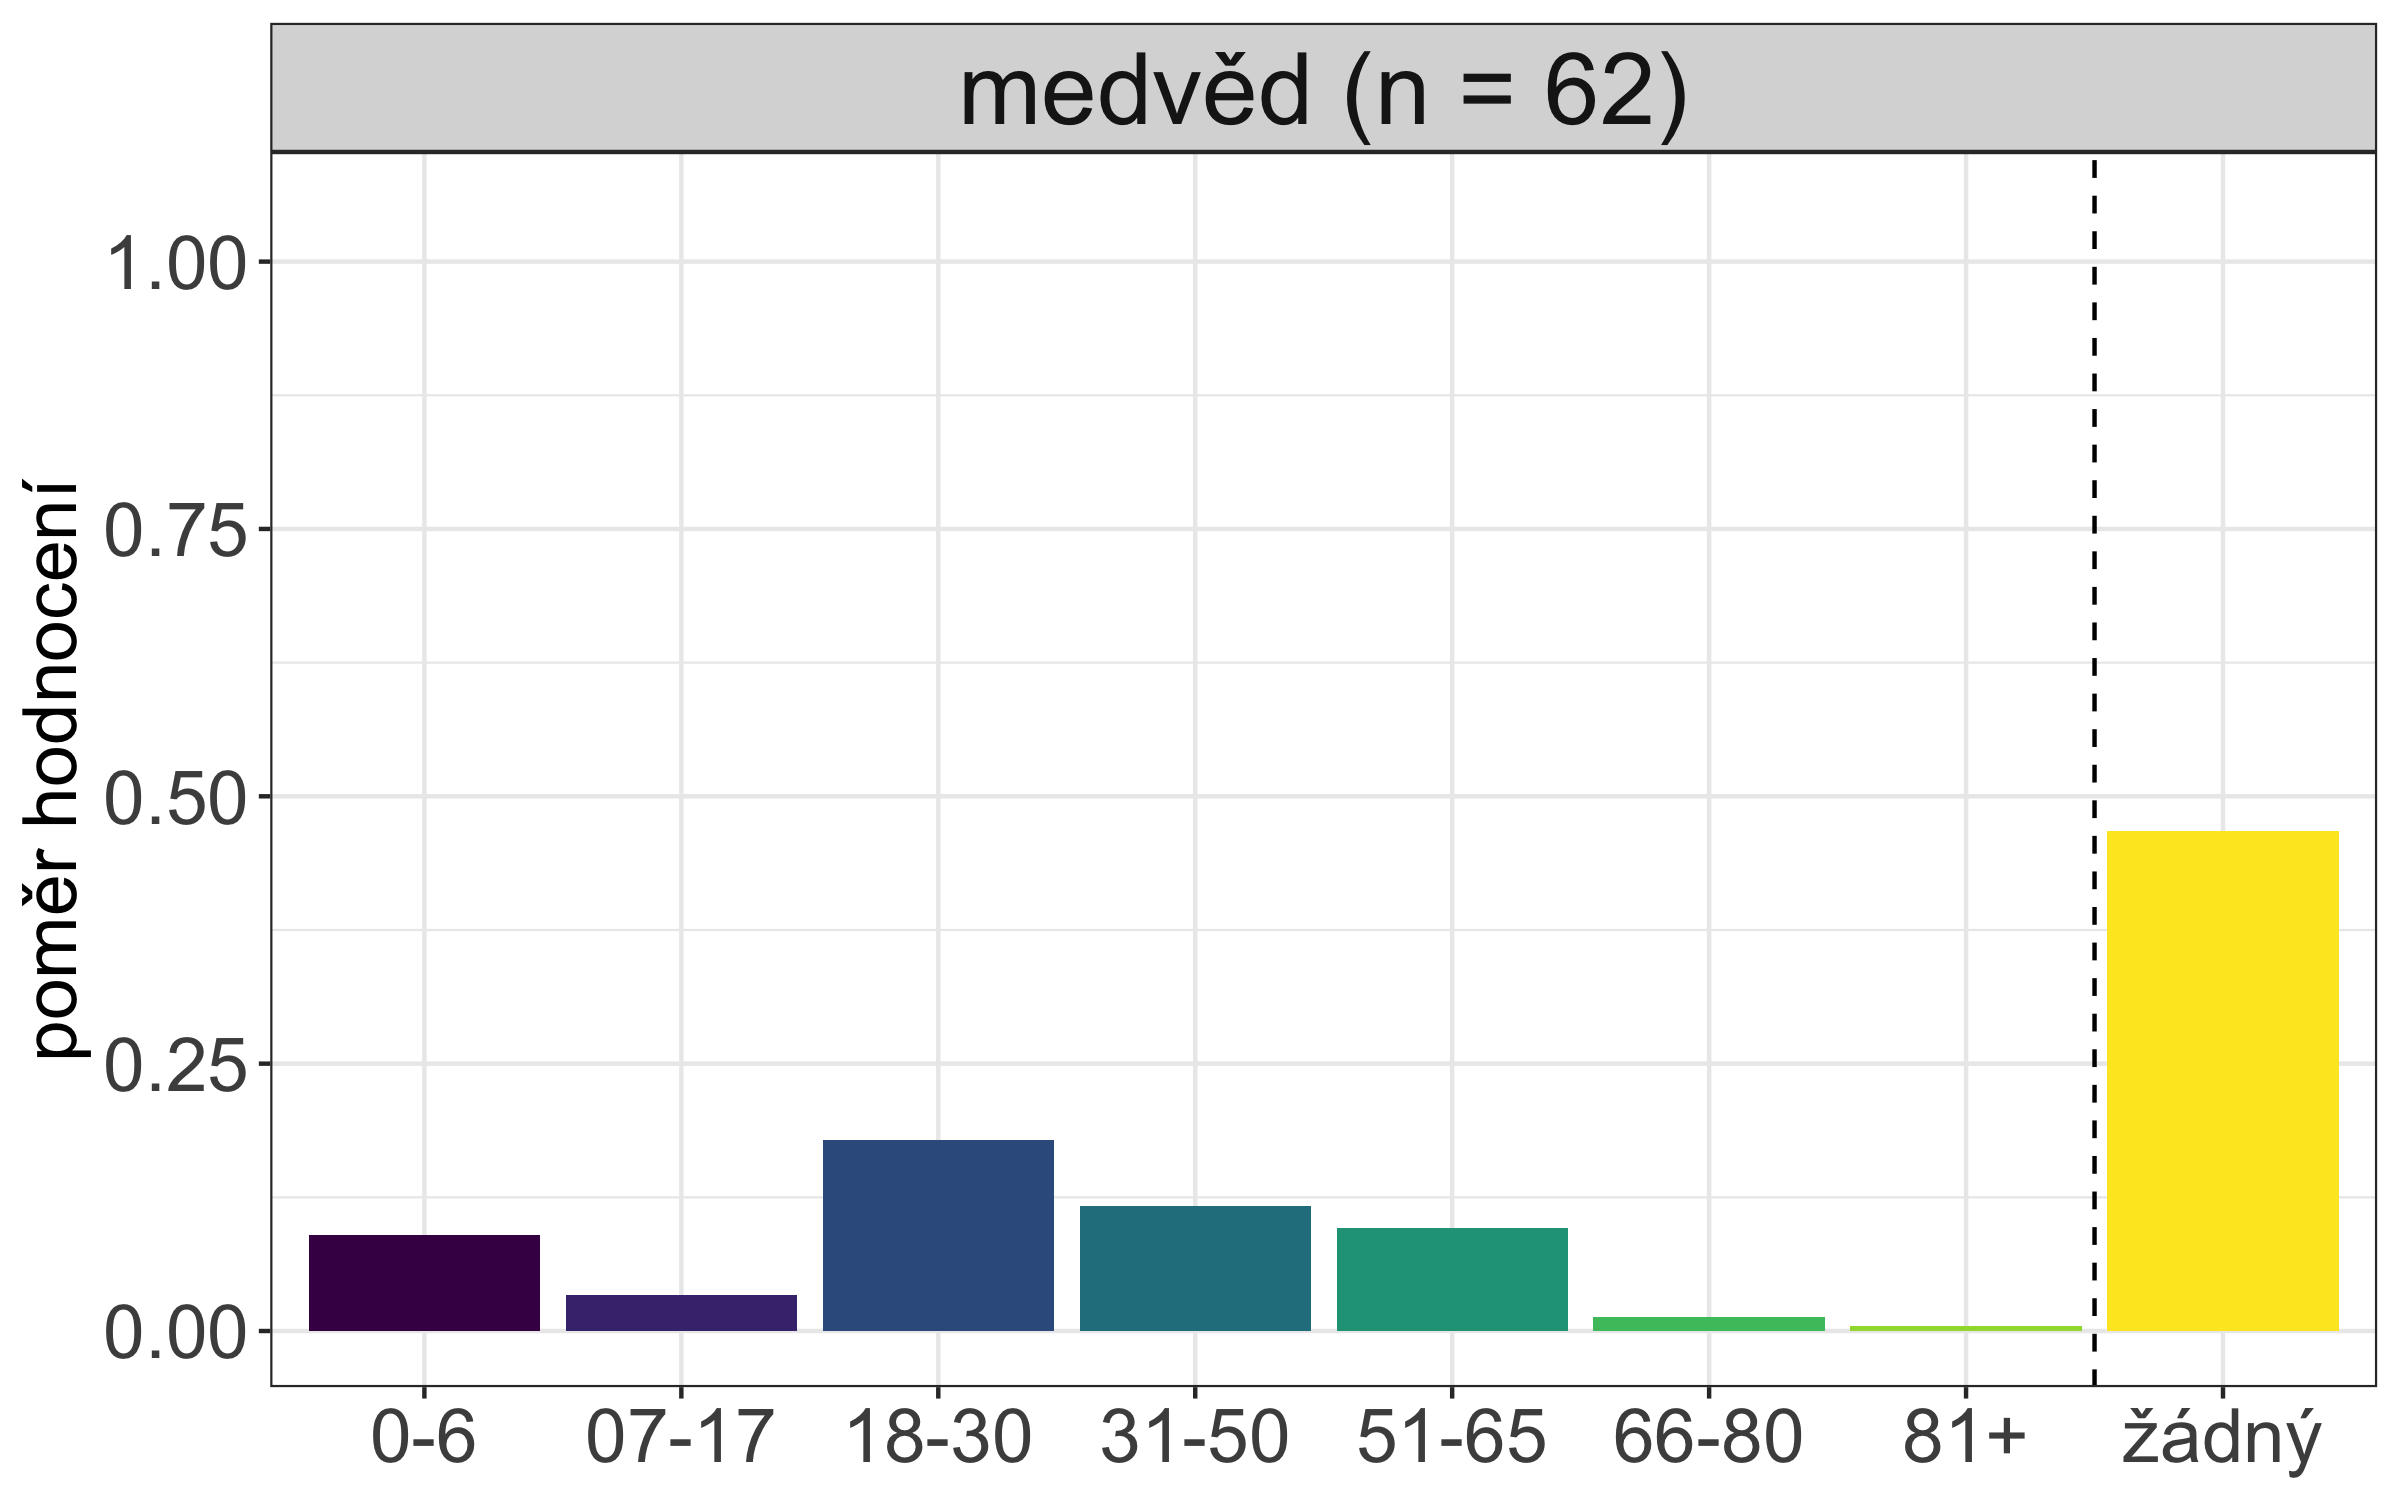 medvěd (n = 62)
poměr hodnocení
1.00
0.75
0.50
0.25
0.00
0-6 07-17 18-30 31-50 51-65 66-80 81+ žádný